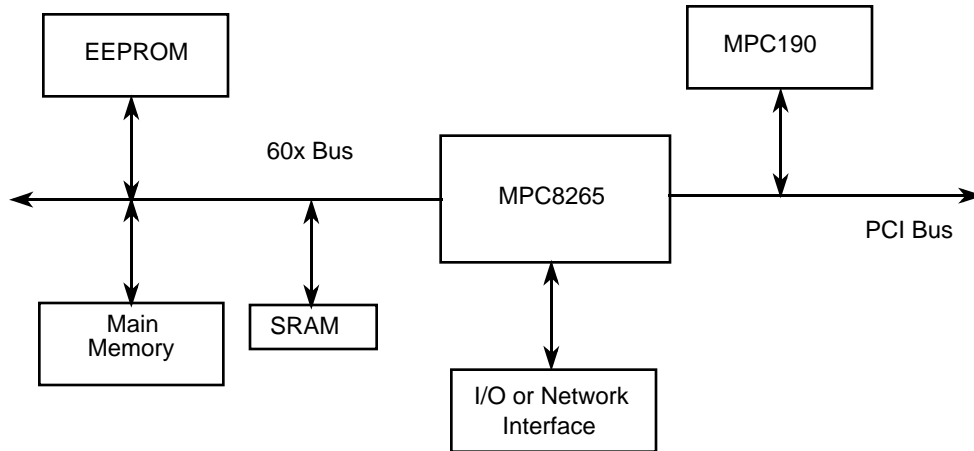 EEPROM
MPC190
60x Bus
MPC8265
PCI Bus
Main
Memory
SRAM
I/O or Network
Interface